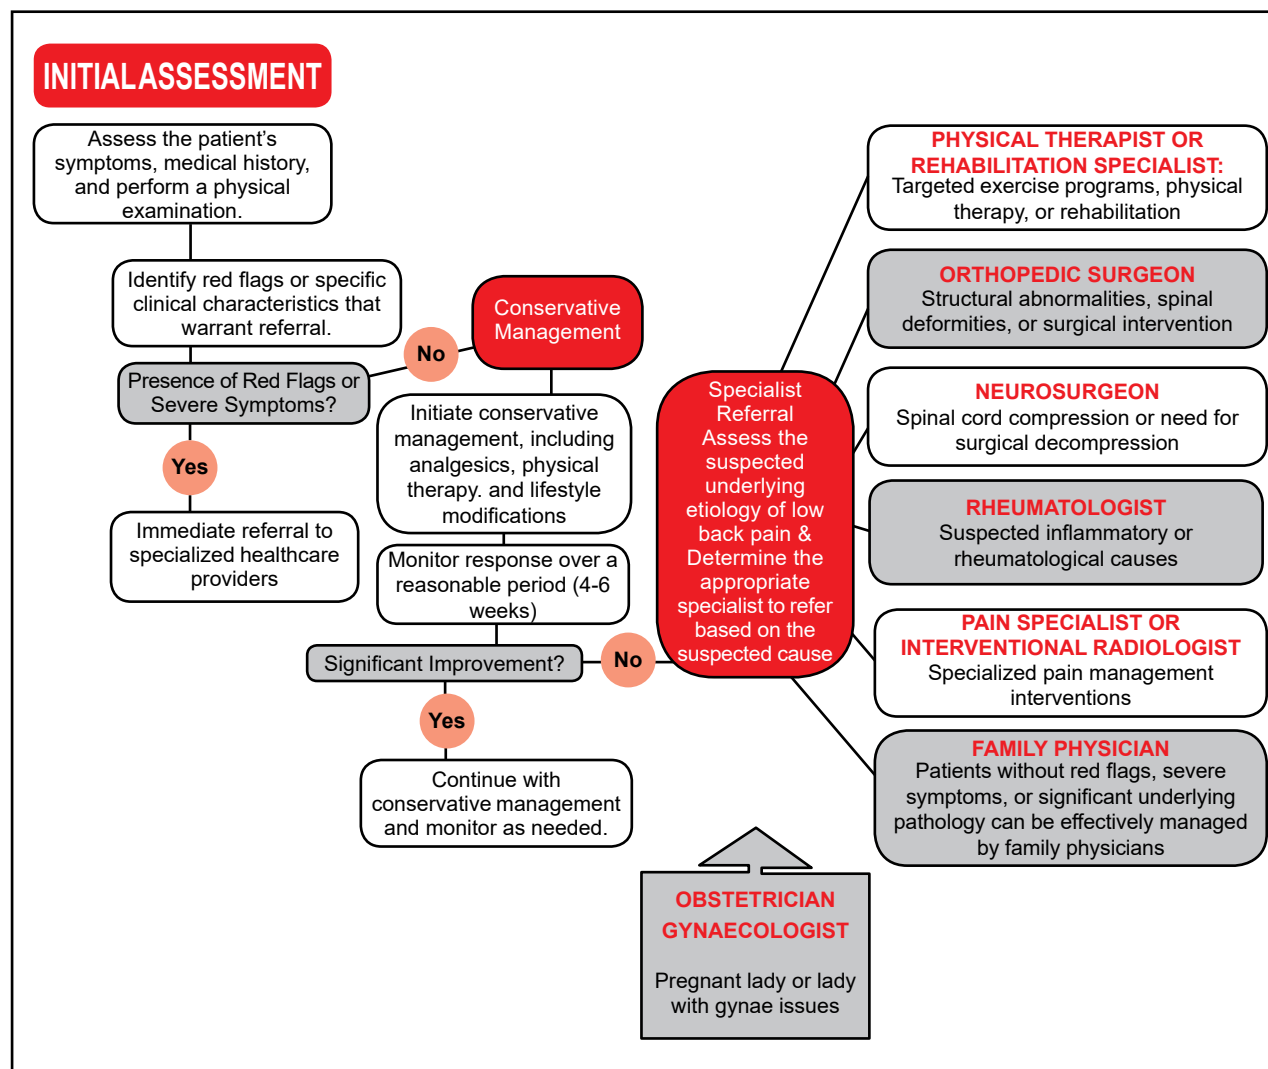 INITIALASSESSMENT
Assess the patient’s
symptoms, medical history,
and perform a physical
examination.
Identify red flags or specific
clinical characteristics that
warrant referral.
Presence of Red Flags or
Severe Symptoms?
No
Yes
Immediate referral to
specialized healthcare
providers
Conservative
Management
Initiate conservative
management, including
analgesics, physical
therapy. and lifestyle
modifications
Monitor response over a
reasonable period (4-6
weeks)
Significant Improvement?
No
Yes
Continue with
conservative management
and monitor as needed.
Specialist
Referral
Assess the
suspected
underlying
etiology of low
back pain &
Determine the
appropriate
specialist to refer
based on the
suspected cause
PHYSICAL THERAPIST OR
REHABILITATION SPECIALIST:
Targeted exercise programs, physical
therapy, or rehabilitation
ORTHOPEDIC SURGEON
Structural abnormalities, spinal
deformities, or surgical intervention
NEUROSURGEON
Spinal cord compression or need for
surgical decompression
RHEUMATOLOGIST
Suspected inflammatory or
rheumatological causes
PAIN SPECIALIST OR
INTERVENTIONAL RADIOLOGIST
Specialized pain management
interventions
FAMILY PHYSICIAN
Patients without red flags, severe
symptoms, or significant underlying
pathology can be effectively managed
by family physicians
OBSTETRICIAN
GYNAECOLOGIST
Pregnant lady or lady
with gynae issues